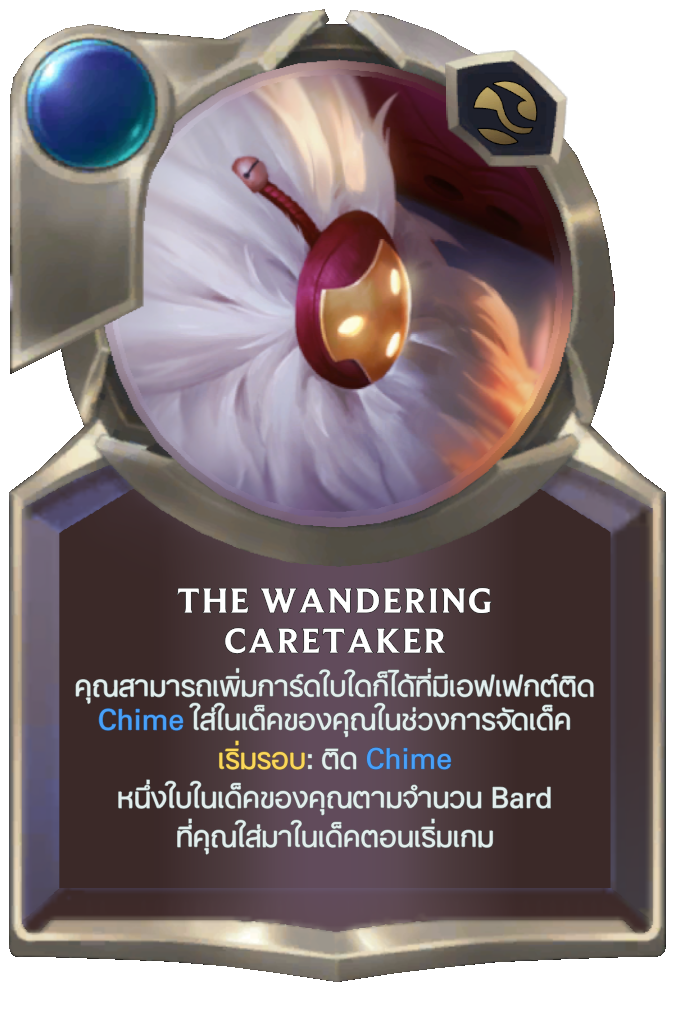 THE WANDERING
CARETAKER
คุณสามารถเพิ่มการ์ดใบใดก็ได้ที่มีเอฟเฟกต์ติด
Chime ใส่ในเด็คของคุณในช่วงการจัดเด็ค
เริ่มรอบ: ติด Chime
หนึ่งใบในเด็คของคุณตามจำนวน Bard
ที่คุณใส่มาในเด็คตอนเริ่มเกม